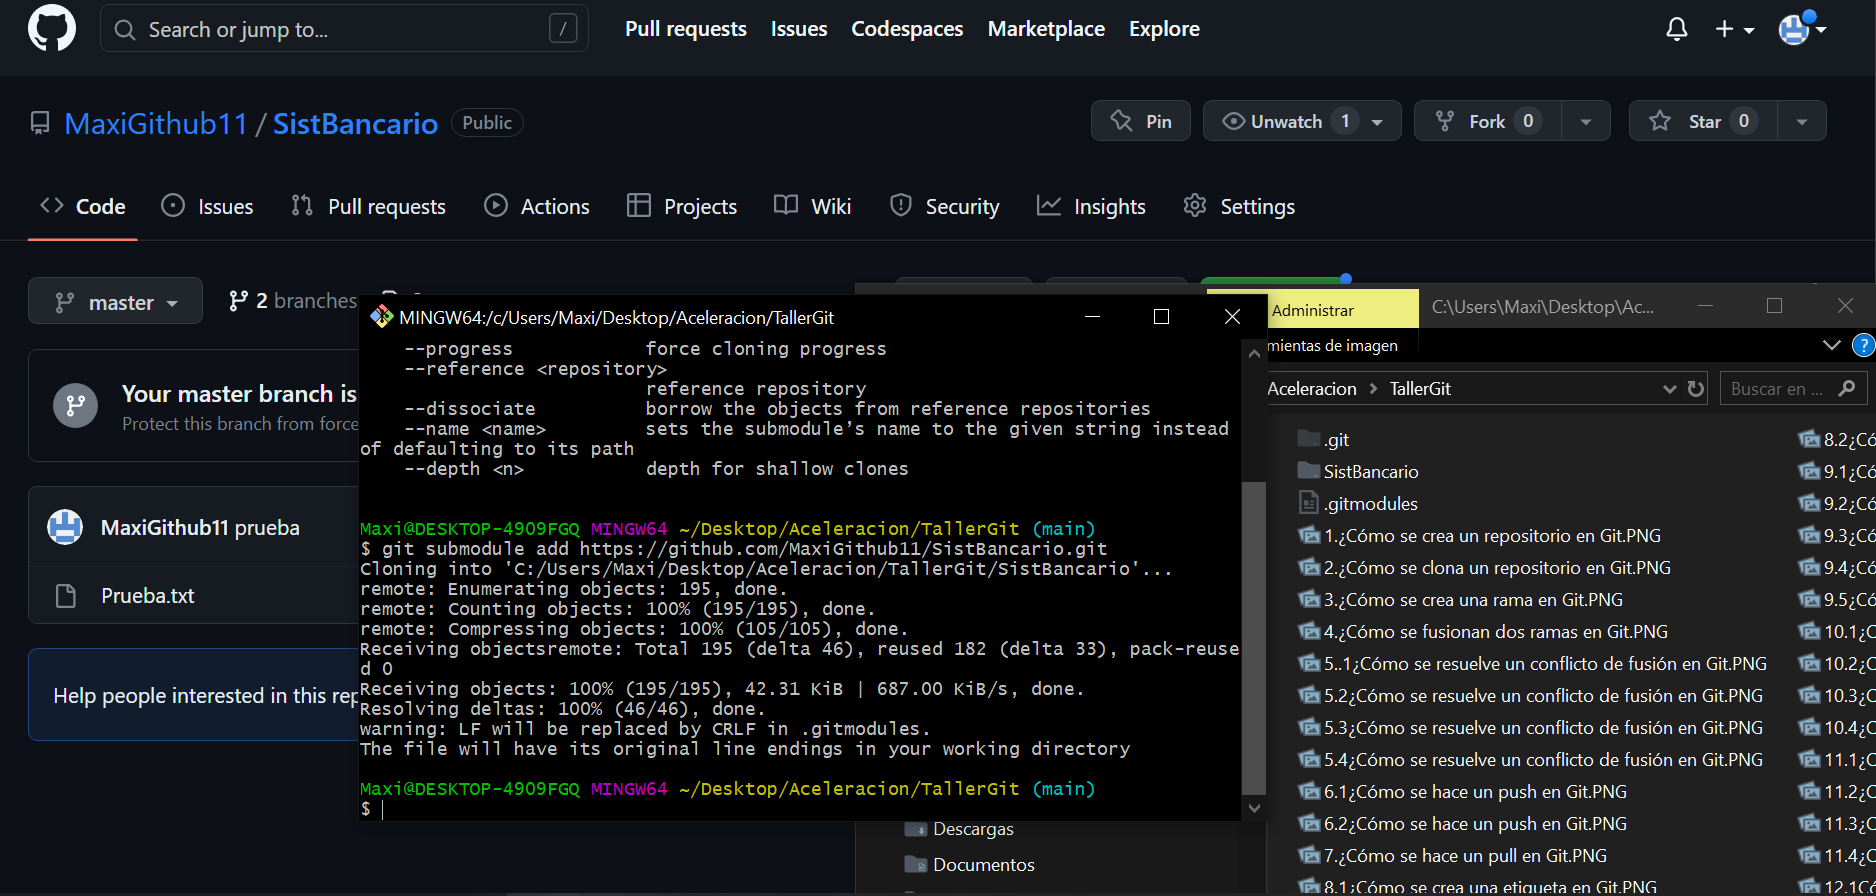 Search or jump to...
/
Pull requests
Issues
Codespaces
Marketplace
Explore
MaxiGithub11 / SistBancario
Public
Pin
Unwatch 1
Fork 0
Star 0
Code
Issues
Pull requests
Actions
Projects
Wiki
Security
Insights
Settings
master
2 branches
Your master branch is
Protect this branch from force
MaxiGithub11 prueba
Prueba.txt
Help people interested in this rep
MINGW64:/c/Users/Maxi/Desktop/Aceleracion/TallerGit
--progress force cloning progress
--reference <repository>
reference repository
--dissociate borrow the objects from reference repositories
--name <name> sets the submodule’s name to the given string instead
of defaulting to its path
--depth <n> depth for shallow clones
Maxi@DESKTOP-4909FGQ MINGW64 ~/Desktop/Aceleracion/TallerGit (main)
$ git submodule add https://github.com/MaxiGithub11/SistBancario.git
Cloning into 'C:/Users/Maxi/Desktop/Aceleracion/TallerGit/SistBancario'...
remote: Enumerating objects: 195, done.
remote: Counting objects: 100% (195/195), done.
remote: Compressing objects: 100% (105/105), done.
Receiving objectsremote: Total 195 (delta 46), reused 182 (delta 33), pack-reuse
d 0
Receiving objects: 100% (195/195), 42.31 KiB | 687.00 KiB/s, done.
Resolving deltas: 100% (46/46), done.
warning: LF will be replaced by CRLF in .gitmodules.
The file will have its original line endings in your working directory
Maxi@DESKTOP-4909FGQ MINGW64 ~/Desktop/Aceleracion/TallerGit (main)
$
Administrar
C:\Users\Maxi\Desktop\Ac...
mientas de imagen
?
Aceleracion > TallerGit
Buscar en ...
.git
SistBancario
.gitmodules
1.¿Cómo se crea un repositorio en Git.PNG
2.¿Cómo se clona un repositorio en Git.PNG
3.¿Cómo se crea una rama en Git.PNG
4.¿Cómo se fusionan dos ramas en Git.PNG
5..1¿Cómo se resuelve un conflicto de fusión en Git.PNG
5.2¿Cómo se resuelve un conflicto de fusión en Git.PNG
5.3¿Cómo se resuelve un conflicto de fusión en Git.PNG
5.4¿Cómo se resuelve un conflicto de fusión en Git.PNG
6.1¿Cómo se hace un push en Git.PNG
6.2¿Cómo se hace un push en Git.PNG
7.¿Cómo se hace un pull en Git.PNG
8.1¿Cómo se crea una etiqueta en Git.PNG
8.2¿Có
9.1¿Có
9.2¿Có
9.3¿Có
9.4¿Có
9.5¿Có
10.1¿C
10.2¿C
10.3¿C
10.4¿C
11.1¿C
11.2¿C
11.3¿C
11.4¿C
12.1¿C
Descargas
Documentos